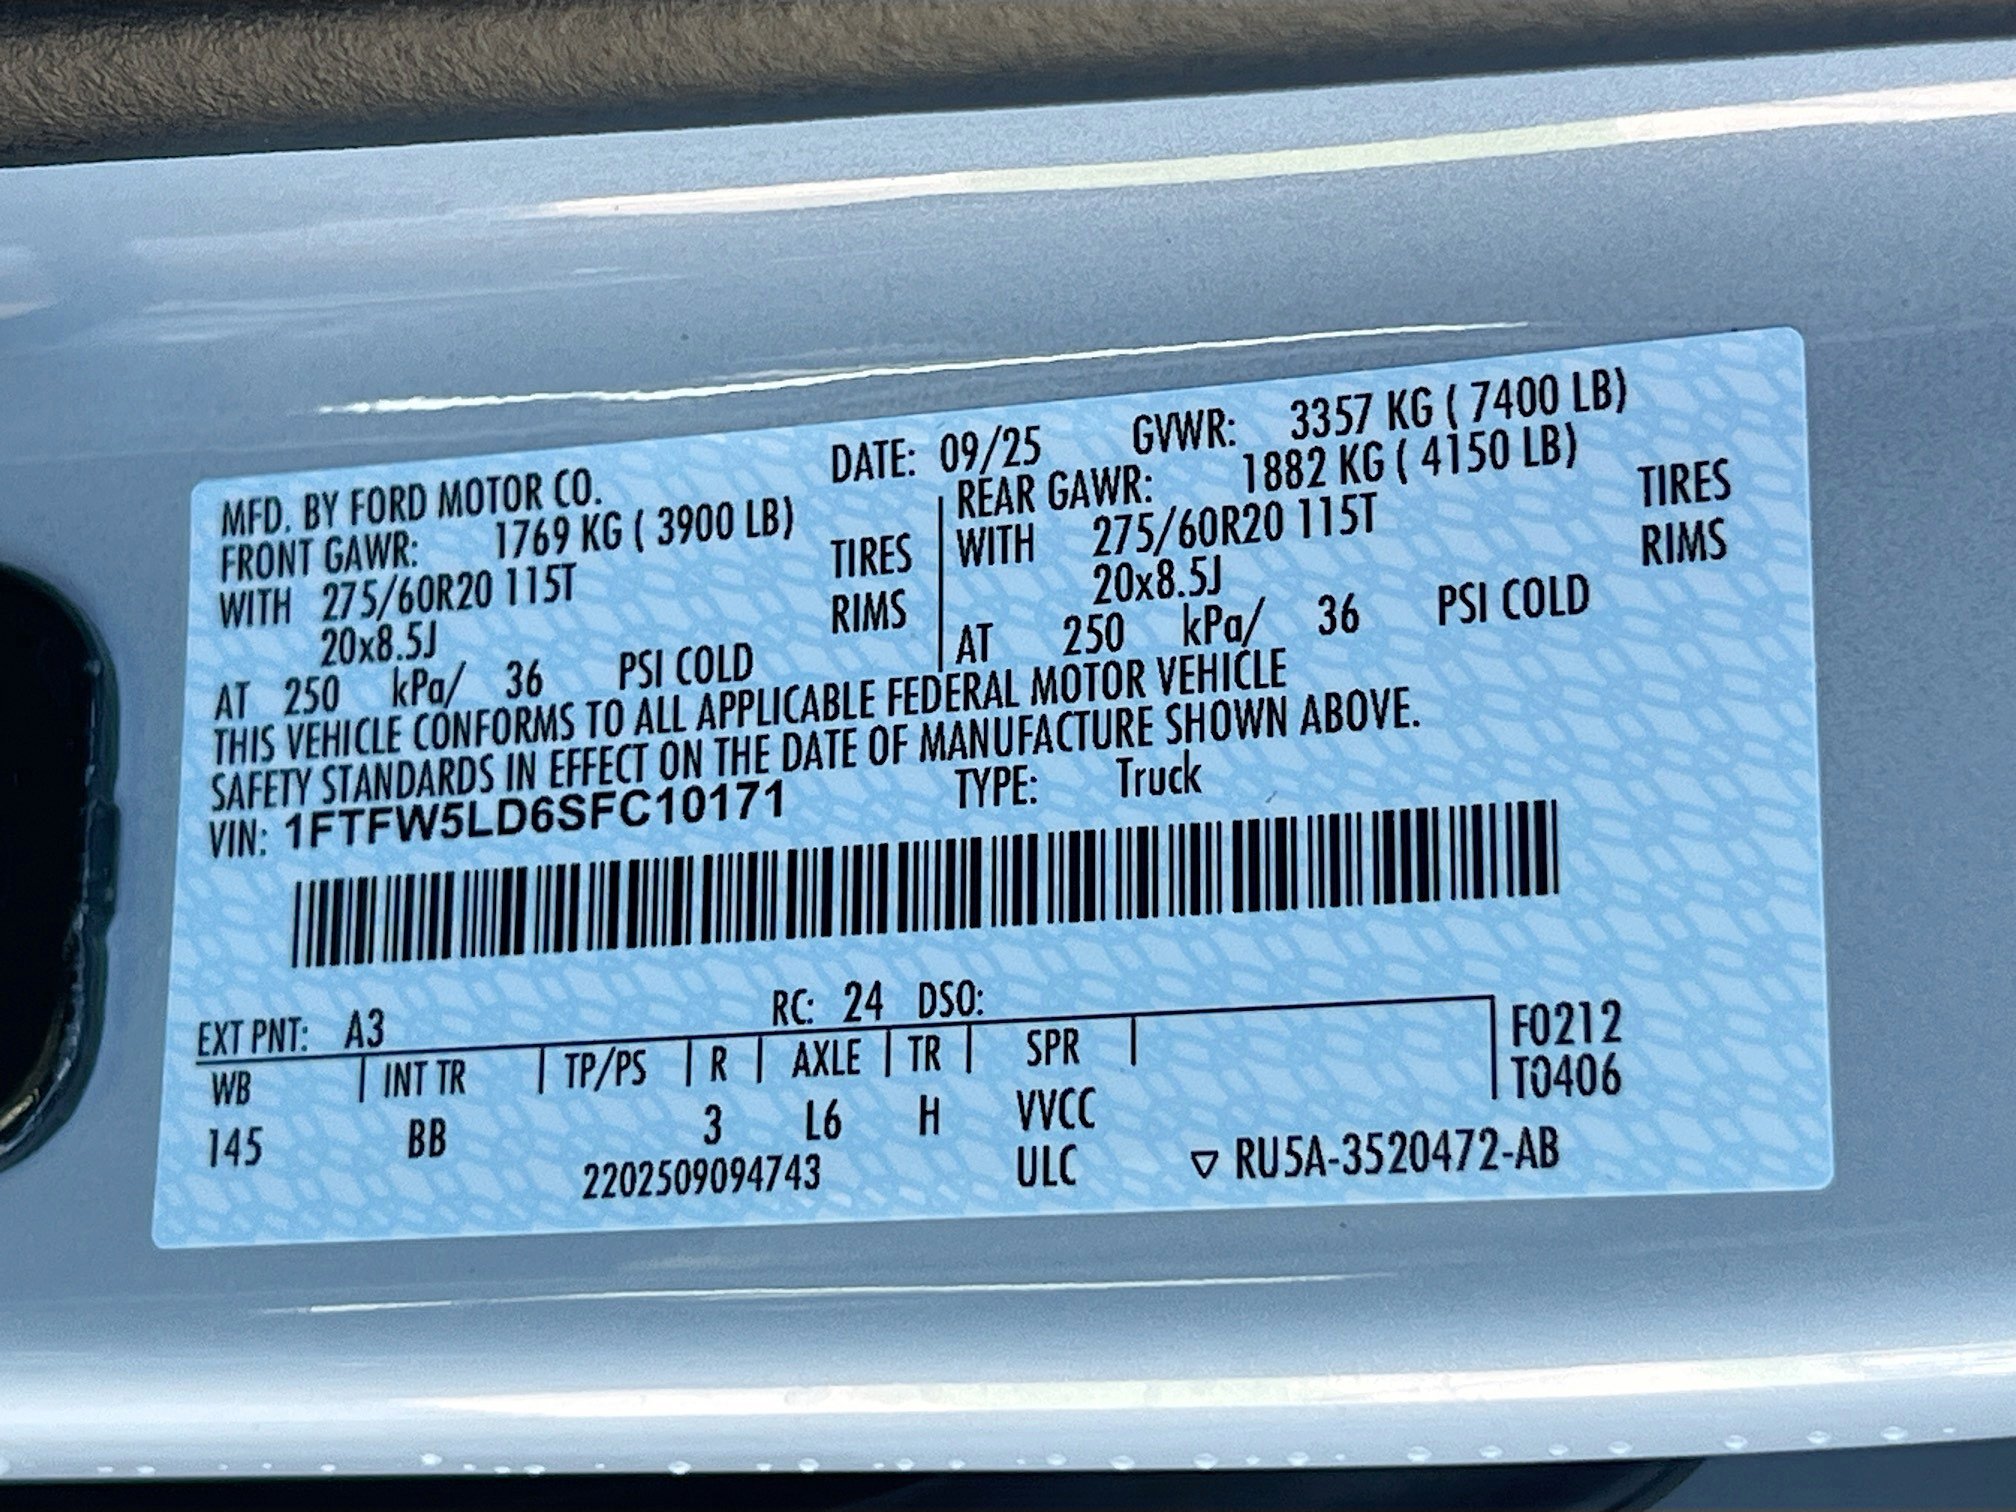 MFD. BY FORD MOTOR CO. DATE: 09/25 GVWR: 3357 KG ( 7400 LB)
FRONT GAWR: 1769 KG ( 3900 LB) REAR GAWR: 1882 KG ( 4150 LB)
WITH 275/60R20 115T TIRES WITH 275/60R20 115T TIRES
20x8.5J RIMS 20x8.5J RIMS
AT 250 kPa/ 36 PSI COLD AT 250 kPa/ 36 PSI COLD
THIS VEHICLE CONFORMS TO ALL APPLICABLE FEDERAL MOTOR VEHICLE
SAFETY STANDARDS IN EFFECT ON THE DATE OF MANUFACTURE SHOWN ABOVE.
VIN: 1FTFW5LD6SFC10171 TYPE: Truck
EXT PNT: A3 RC: 24 DSO:
WB INT TR TP/PS R AXLE TR SPR F0212
T0406
145 BB 3 L6 H VVCC
2202509094743 ULC ▽ RU5A-3520472-AB